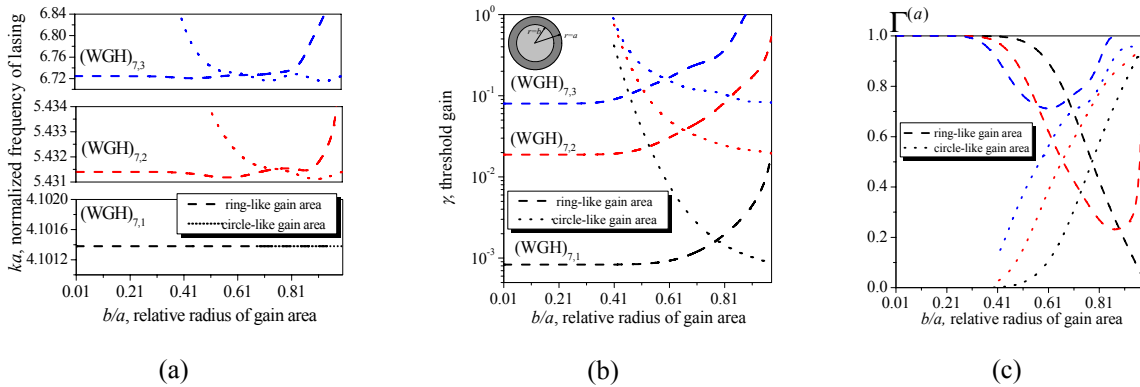 ka, normalized frequency of lasing
6.84
6.80
6.76
6.72
(WGH)7,3
5.434
5.433
5.432
5.431
(WGH)7,2
4.1020
4.1016
4.1012
(WGH)7,1
ring-like gain area
circle-like gain area
0.01 0.21 0.41 0.61 0.81
b/a, relative radius of gain area
(a)
γ, threshold gain
10^0
10^-1
10^-2
10^-3
r=b
r=a
(WGH)7,3
(WGH)7,2
ring-like gain area
circle-like gain area
(WGH)7,1
0.01 0.21 0.41 0.61 0.81
b/a, relative radius of gain area
(b)
Γ(a)
1.0
0.8
0.6
0.4
0.2
0.0
ring-like gain area
circle-like gain area
0.01 0.21 0.41 0.61 0.81
b/a, relative radius of gain area
(c)